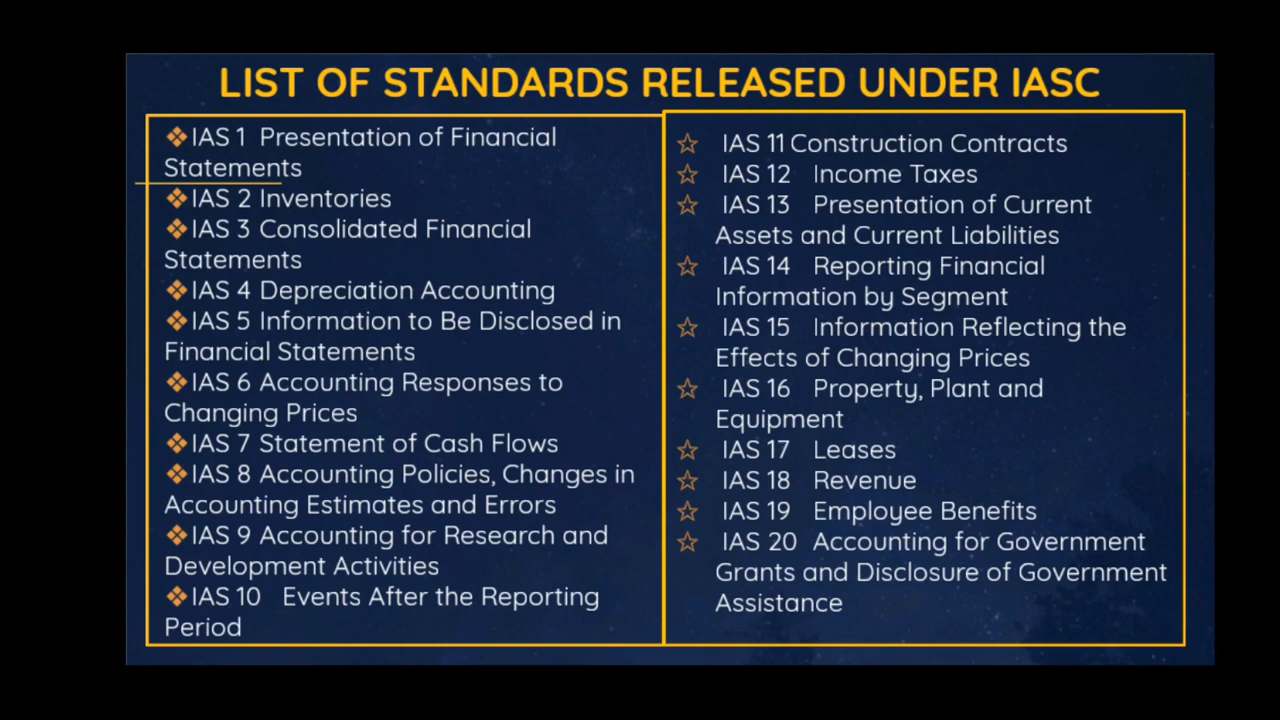 LIST OF STANDARDS RELEASED UNDER IASC
❖IAS 1 Presentation of Financial
Statements
❖IAS 2 Inventories
❖IAS 3 Consolidated Financial
Statements
❖IAS 4 Depreciation Accounting
❖IAS 5 Information to Be Disclosed in
Financial Statements
❖IAS 6 Accounting Responses to
Changing Prices
❖IAS 7 Statement of Cash Flows
❖IAS 8 Accounting Policies, Changes in
Accounting Estimates and Errors
❖IAS 9 Accounting for Research and
Development Activities
❖IAS 10 Events After the Reporting
Period
☆ IAS 11 Construction Contracts
☆ IAS 12 Income Taxes
☆ IAS 13 Presentation of Current
Assets and Current Liabilities
☆ IAS 14 Reporting Financial
Information by Segment
☆ IAS 15 Information Reflecting the
Effects of Changing Prices
☆ IAS 16 Property, Plant and
Equipment
☆ IAS 17 Leases
☆ IAS 18 Revenue
☆ IAS 19 Employee Benefits
☆ IAS 20 Accounting for Government
Grants and Disclosure of Government
Assistance